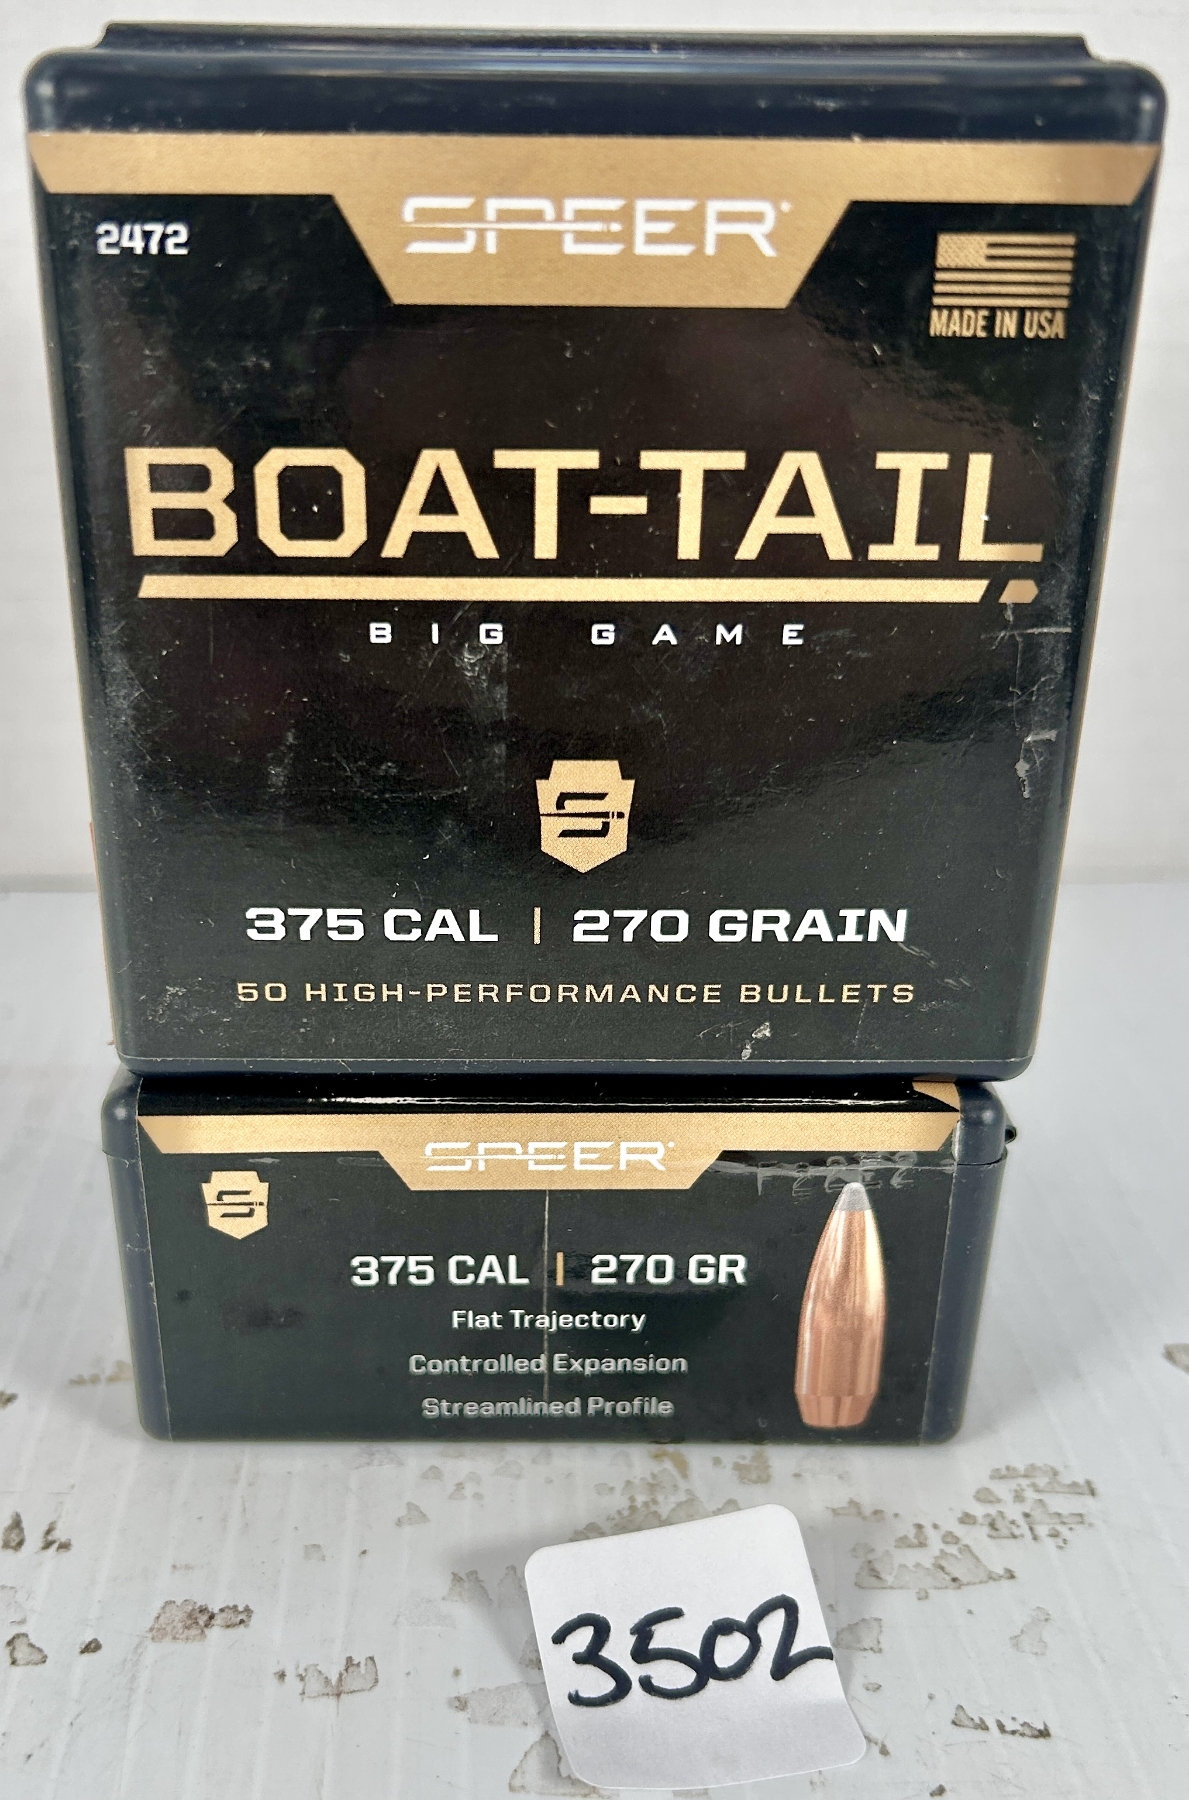 SPEER
2472
MADE IN USA
BOAT-TAIL
BIG GAME
375 CAL | 270 GRAIN
50 HIGH-PERFORMANCE BULLETS
SPEER
375 CAL | 270 GR
Flat Trajectory
Controlled Expansion
Streamlined Profile
3502